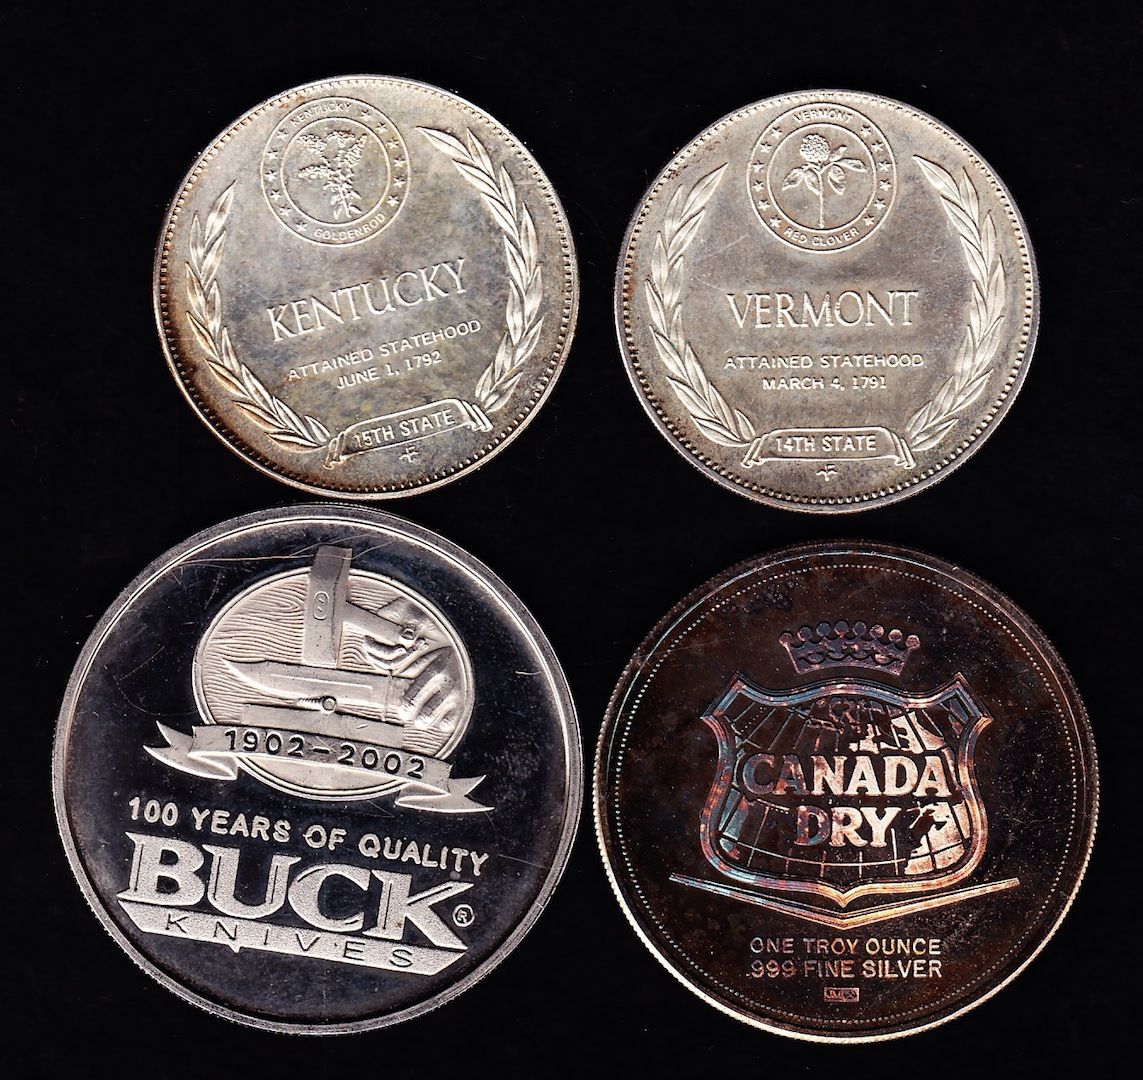 KENTUCKY
GOLDENROD
KENTUCKY
ATTAINED STATEHOOD
JUNE 1, 1792
15TH STATE
VERMONT
RED CLOVER
VERMONT
ATTAINED STATEHOOD
MARCH 4, 1791
14TH STATE
1902-2002
100 YEARS OF QUALITY
BUCK®
KNIVES
CANADA
DRY
ONE TROY OUNCE
.999 FINE SILVER